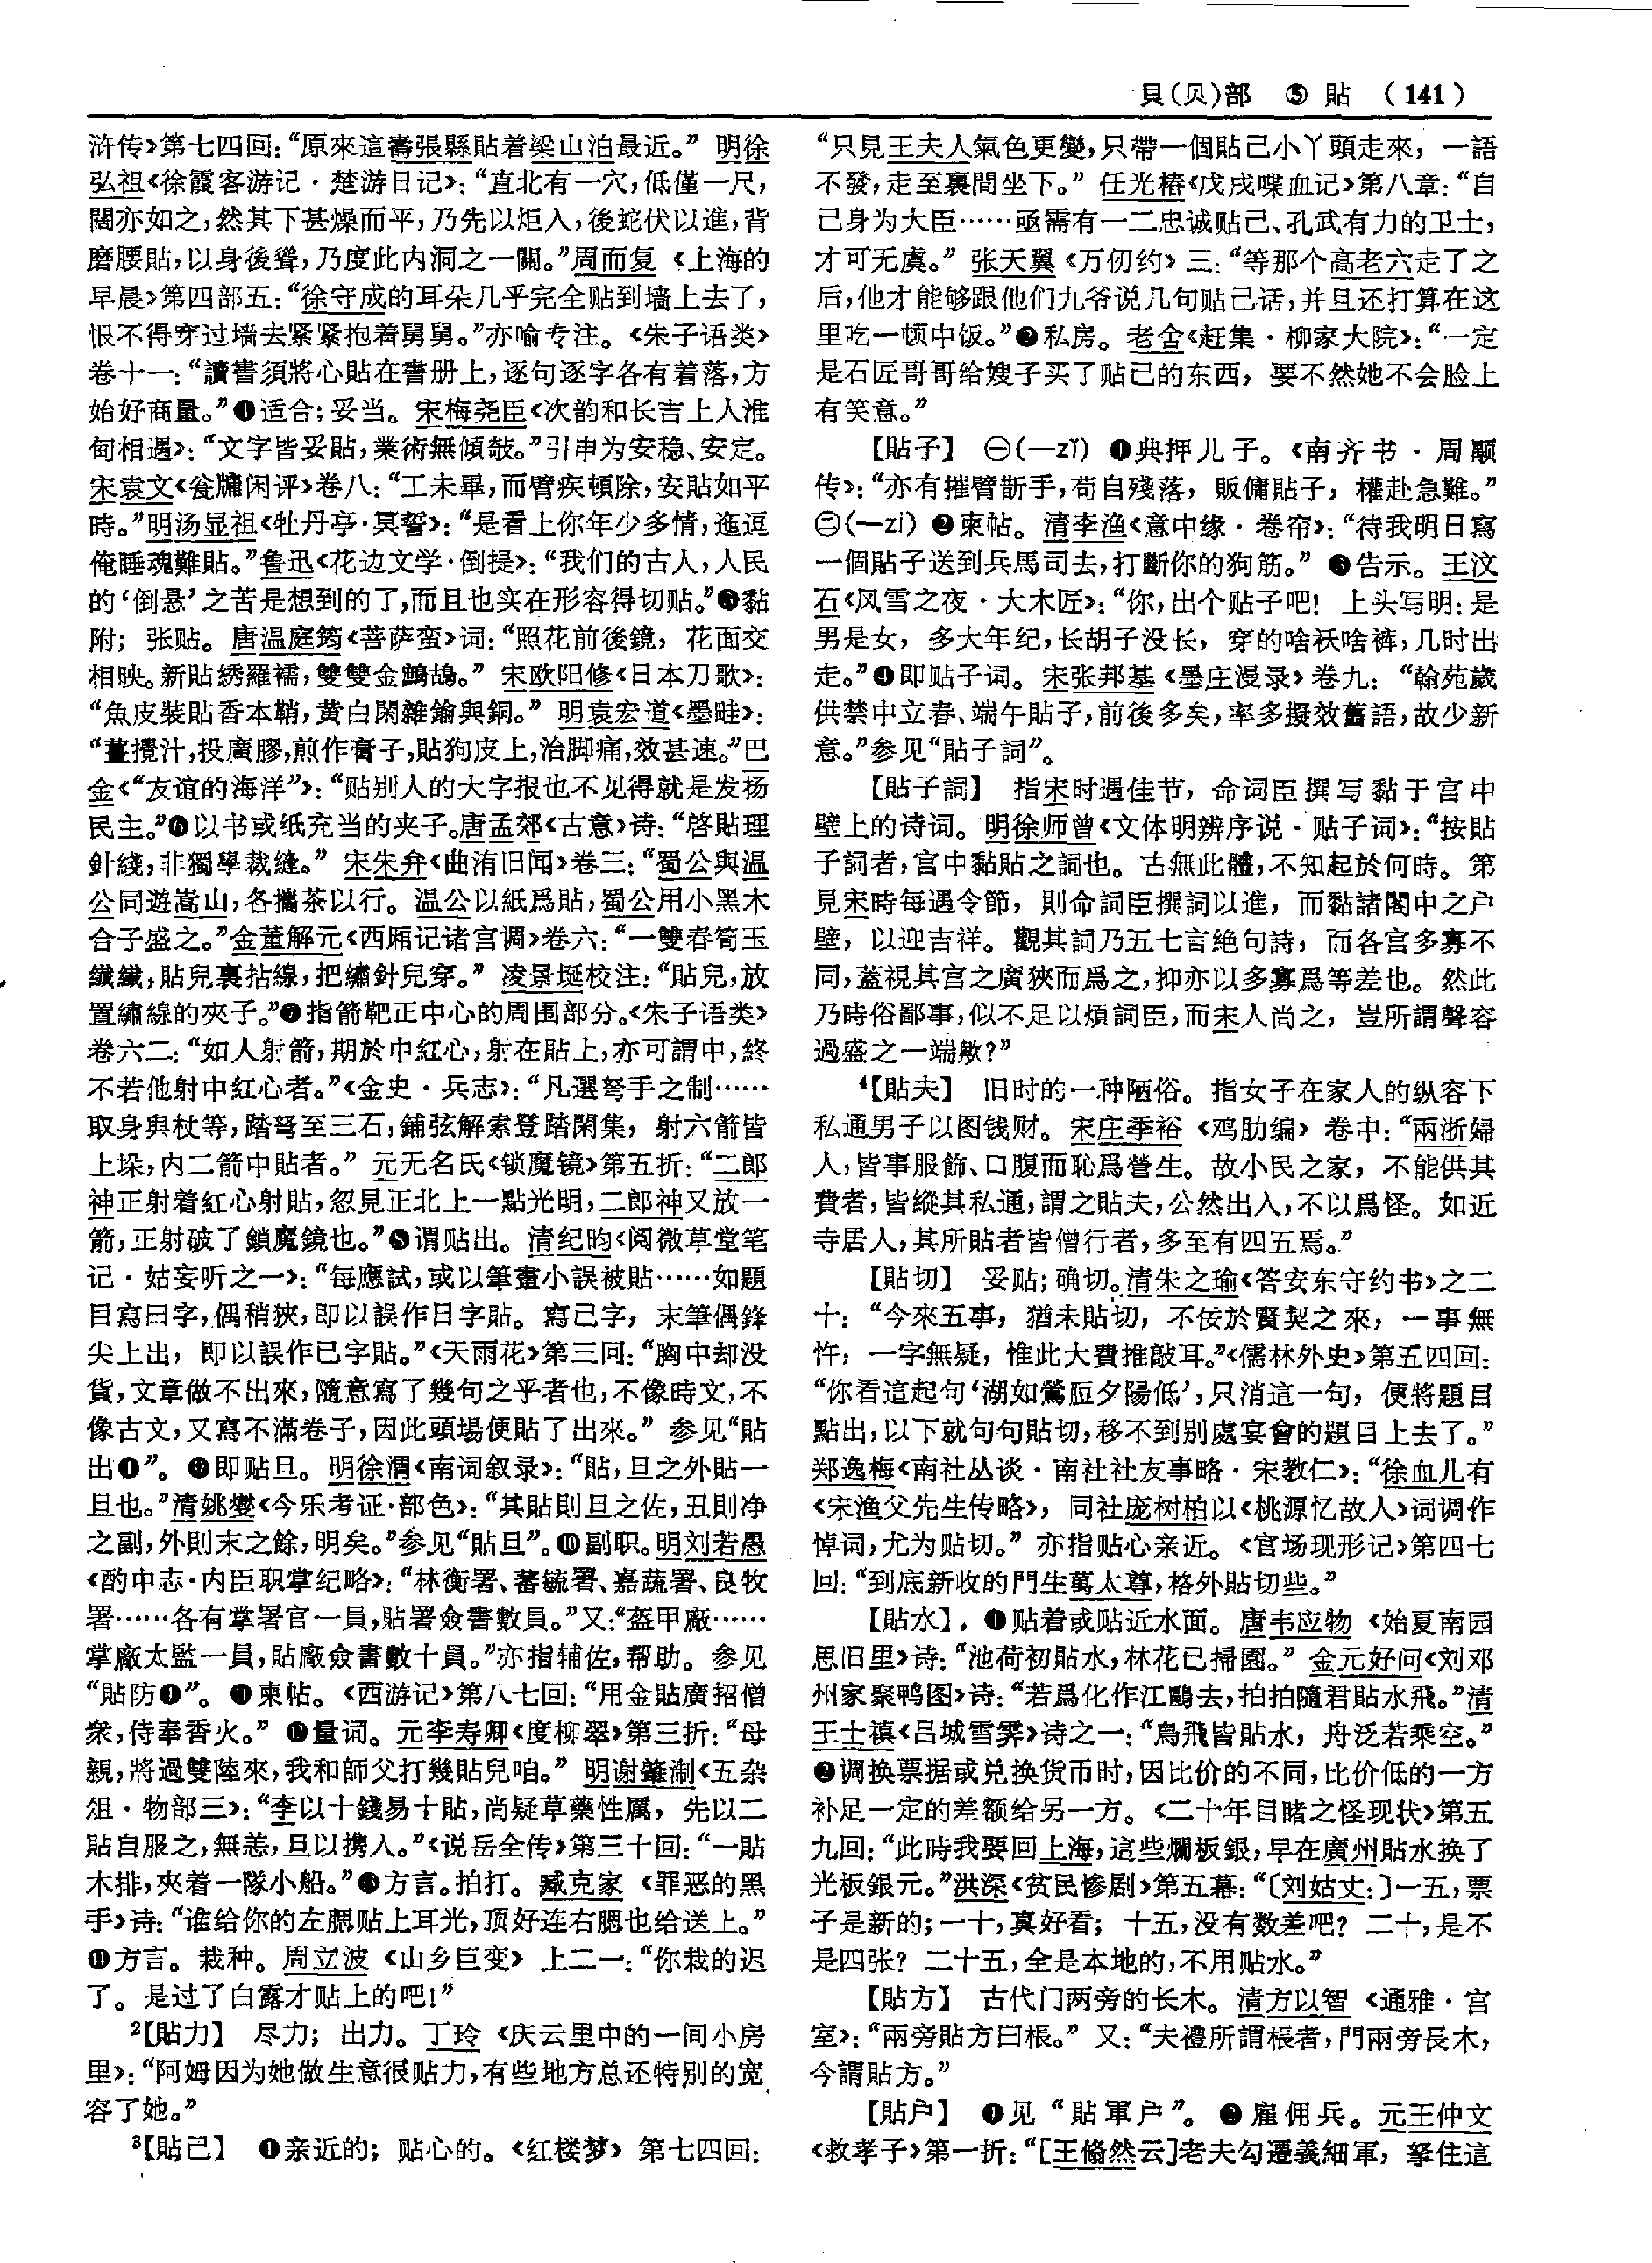 貝(贝)部 ⑤ 貼 (141)
浒传》第七四回：“原來這壽張縣貼着梁山泊最近。” 明徐
弘祖《徐霞客游记·楚游日记》：“直北有一穴，低僅一尺，
闊亦如之，然其下甚燥而平，乃先以炬入，後蛇伏以進，背
磨腰貼，以身後聳，乃度此内洞之一關。”周而复《上海的
早晨》第四部五：“徐守成的耳朵几乎完全贴到墙上去了，
恨不得穿过墙去紧紧抱着舅舅。”亦喻专注。《朱子语类》
卷十一：“讀書須將心貼在書册上，逐句逐字各有着落，方
始好商量。”❹适合；妥当。宋梅尧臣《次韵和长吉上人淮
甸相遇》：“文字皆妥貼，業術無傾欹。”引申为安稳、安定。
宋袁文《瓮牖闲评》卷八：“工未畢，而臂疾頓除，安貼如平
時。”明汤显祖《牡丹亭·冥誓》：“是看上你年少多情，迤逗
俺睡魂難貼。”鲁迅《花边文学·倒提》：“我们的古人，人民
的‘倒悬’之苦是想到的了，而且也实在形容得切贴。”❺黏
附；张贴。唐温庭筠《菩萨蛮》词：“照花前後鏡，花面交
相映。新貼綉羅襦，雙雙金鷓鴣。” 宋欧阳修《日本刀歌》：
“魚皮裝貼香木鞘，黄白閑雜鍮與銅。” 明袁宏道《墨畦》：
“薑攪汁，投廣膠，煎作膏子，貼狗皮上，治脚痛，效甚速。”巴
金《“友谊的海洋”》：“贴别人的大字报也不见得就是发扬
民主。”❻以书或纸充当的夹子。唐孟郊《古意》诗：“啓貼理
針綫，非獨學裁縫。” 宋朱弁《曲洧旧闻》卷三：“蜀公與温
公同遊嵩山，各攜茶以行。温公以紙爲貼，蜀公用小黑木
合子盛之。”金董解元《西厢记诸宫调》卷六：“一雙春筍玉
纖纖，貼兒裏拈線，把繡針兒穿。” 凌景埏校注：“貼兒，放
置繡線的夾子。”❼指箭靶正中心的周围部分。《朱子语类》
卷六二：“如人射箭，期於中紅心，射在貼上，亦可謂中，終
不若他射中紅心者。”《金史·兵志》：“凡選弩手之制……
取身與杖等，踏弩至三石，鋪弦解索登踏閑集，射六箭皆
上垛，内二箭中貼者。” 元无名氏《锁魔镜》第五折：“二郎
神正射着紅心射貼，忽見正北上一點光明，二郎神又放一
箭，正射破了鎖魔鏡也。”❽谓贴出。清纪昀《阅微草堂笔
记·姑妄听之一》：“每應試，或以筆畫小誤被貼……如題
目寫曰字，偶稍狹，即以誤作日字貼。寫己字，末筆偶鋒
尖上出，即以誤作已字貼。”《天雨花》第三回：“胸中却没
貨，文章做不出來，隨意寫了幾句之乎者也，不像時文，不
像古文，又寫不滿卷子，因此頭場便貼了出來。” 参见“貼
出❶”。❾即贴旦。明徐渭《南词叙录》：“貼，旦之外貼一
旦也。”清姚燮《今乐考证·部色》：“其貼則旦之佐，丑則净
之副，外則末之餘，明矣。”参见“貼旦”。❿副职。明刘若愚
《酌中志·内臣职掌纪略》：“林衡署、蕃毓署、嘉蔬署、良牧
署……各有掌署官一員，貼署僉書數員。”又：“盔甲廠……
掌廠太監一員，貼廠僉書數十員。”亦指辅佐，帮助。参见
“貼防❶”。⓫柬帖。《西游记》第八七回：“用金貼廣招僧
衆，侍奉香火。” ⓬量词。元李寿卿《度柳翠》第三折：“母
親，將過雙陸來，我和師父打幾貼兒咱。” 明谢肇淛《五杂
俎·物部三》：“李以十錢易十貼，尚疑草藥性厲，先以二
貼自服之，無恙，旦以携入。”《说岳全传》第三十回：“一貼
木排，夾着一隊小船。”⓭方言。拍打。臧克家《罪恶的黑
手》诗：“谁给你的左腮贴上耳光，顶好连右腮也给送上。”
⓮方言。栽种。周立波《山乡巨变》上二一：“你栽的迟
了。是过了白露才贴上的吧！”
²【貼力】 尽力；出力。丁玲《庆云里中的一间小房
里》：“阿姆因为她做生意很贴力，有些地方总还特别的宽
容了她。”
³【貼己】 ❶亲近的；贴心的。《红楼梦》第七四回：
“只見王夫人氣色更變，只帶一個貼己小丫頭走來，一語
不發，走至裏間坐下。” 任光椿《戊戌喋血记》第八章：“自
己身为大臣……亟需有一二忠诚贴己、孔武有力的卫士，
才可无虞。” 张天翼《万仞约》三：“等那个高老六走了之
后，他才能够跟他们九爷说几句贴己话，并且还打算在这
里吃一顿中饭。”❷私房。老舍《赶集·柳家大院》：“一定
是石匠哥哥给嫂子买了贴己的东西，要不然她不会脸上
有笑意。”
【貼子】 ㊀(—zǐ) ❶典押儿子。《南齐书·周颙
传》：“亦有摧臂斮手，苟自殘落，販傭貼子，權赴急難。”
㊁(—zi) ❷柬帖。清李渔《意中缘·卷帘》：“待我明日寫
一個貼子送到兵馬司去，打斷你的狗筋。” ❸告示。王汶
石《风雪之夜·大木匠》：“你，出个贴子吧！上头写明：是
男是女，多大年纪，长胡子没长，穿的啥袄啥裤，几时出
走。”❹即贴子词。宋张邦基《墨庄漫录》卷九：“翰苑歲
供禁中立春、端午貼子，前後多矣，率多擬效舊語，故少新
意。”参见“貼子詞”。
【貼子詞】 指宋时遇佳节，命词臣撰写黏于宫中
壁上的诗词。明徐师曾《文体明辨序说·贴子词》：“按貼
子詞者，宫中黏貼之詞也。古無此體，不知起於何時。第
見宋時每遇令節，則命詞臣撰詞以進，而黏諸閣中之户
壁，以迎吉祥。觀其詞乃五七言絶句詩，而各宫多寡不
同，蓋視其宫之廣狹而爲之，抑亦以多寡爲等差也。然此
乃時俗鄙事，似不足以煩詞臣，而宋人尚之，豈所謂聲容
過盛之一端歟？”
⁴【貼夫】 旧时的一种陋俗。指女子在家人的纵容下
私通男子以图钱财。宋庄季裕《鸡肋编》卷中：“兩浙婦
人，皆事服飾、口腹而恥爲營生。故小民之家，不能供其
費者，皆縱其私通，謂之貼夫，公然出入，不以爲怪。如近
寺居人，其所貼者皆僧行者，多至有四五焉。”
【貼切】 妥贴；确切。清朱之瑜《答安东守约书》之二
十：“今來五事，猶未貼切，不佞於賢契之來，一事無
忤，一字無疑，惟此大費推敲耳。”《儒林外史》第五四回：
“你看這起句‘湖如鶯脰夕陽低’，只消這一句，便將題目
點出，以下就句句貼切，移不到别處宴會的題目上去了。”
郑逸梅《南社丛谈·南社社友事略·宋教仁》：“徐血儿有
《宋渔父先生传略》，同社庞树柏以《桃源忆故人》词调作
悼词，尤为贴切。” 亦指贴心亲近。《官场现形记》第四七
回：“到底新收的門生萬太尊，格外貼切些。”
【貼水】 ❶贴着或贴近水面。唐韦应物《始夏南园
思旧里》诗：“池荷初貼水，林花已掃園。” 金元好问《刘邓
州家聚鸭图》诗：“若爲化作江鷗去，拍拍隨君貼水飛。”清
王士禛《吕城雪霁》诗之一：“鳥飛皆貼水，舟泛若乘空。”
❷调换票据或兑换货币时，因比价的不同，比价低的一方
补足一定的差额给另一方。《二十年目睹之怪现状》第五
九回：“此時我要回上海，這些爛板銀，早在廣州貼水换了
光板銀元。”洪深《贫民惨剧》第五幕：“〔刘姑丈：〕一五，票
子是新的；一十，真好看；十五，没有数差吧？二十，是不
是四张？二十五，全是本地的，不用贴水。”
【貼方】 古代门两旁的长木。清方以智《通雅·宫
室》：“兩旁貼方曰棖。” 又：“夫禮所謂棖者，門兩旁長木，
今謂貼方。”
【貼户】 ❶见“貼軍户”。❷雇佣兵。元王仲文
《救孝子》第一折：“［王翛然云］老夫勾遷義細軍，拏住這